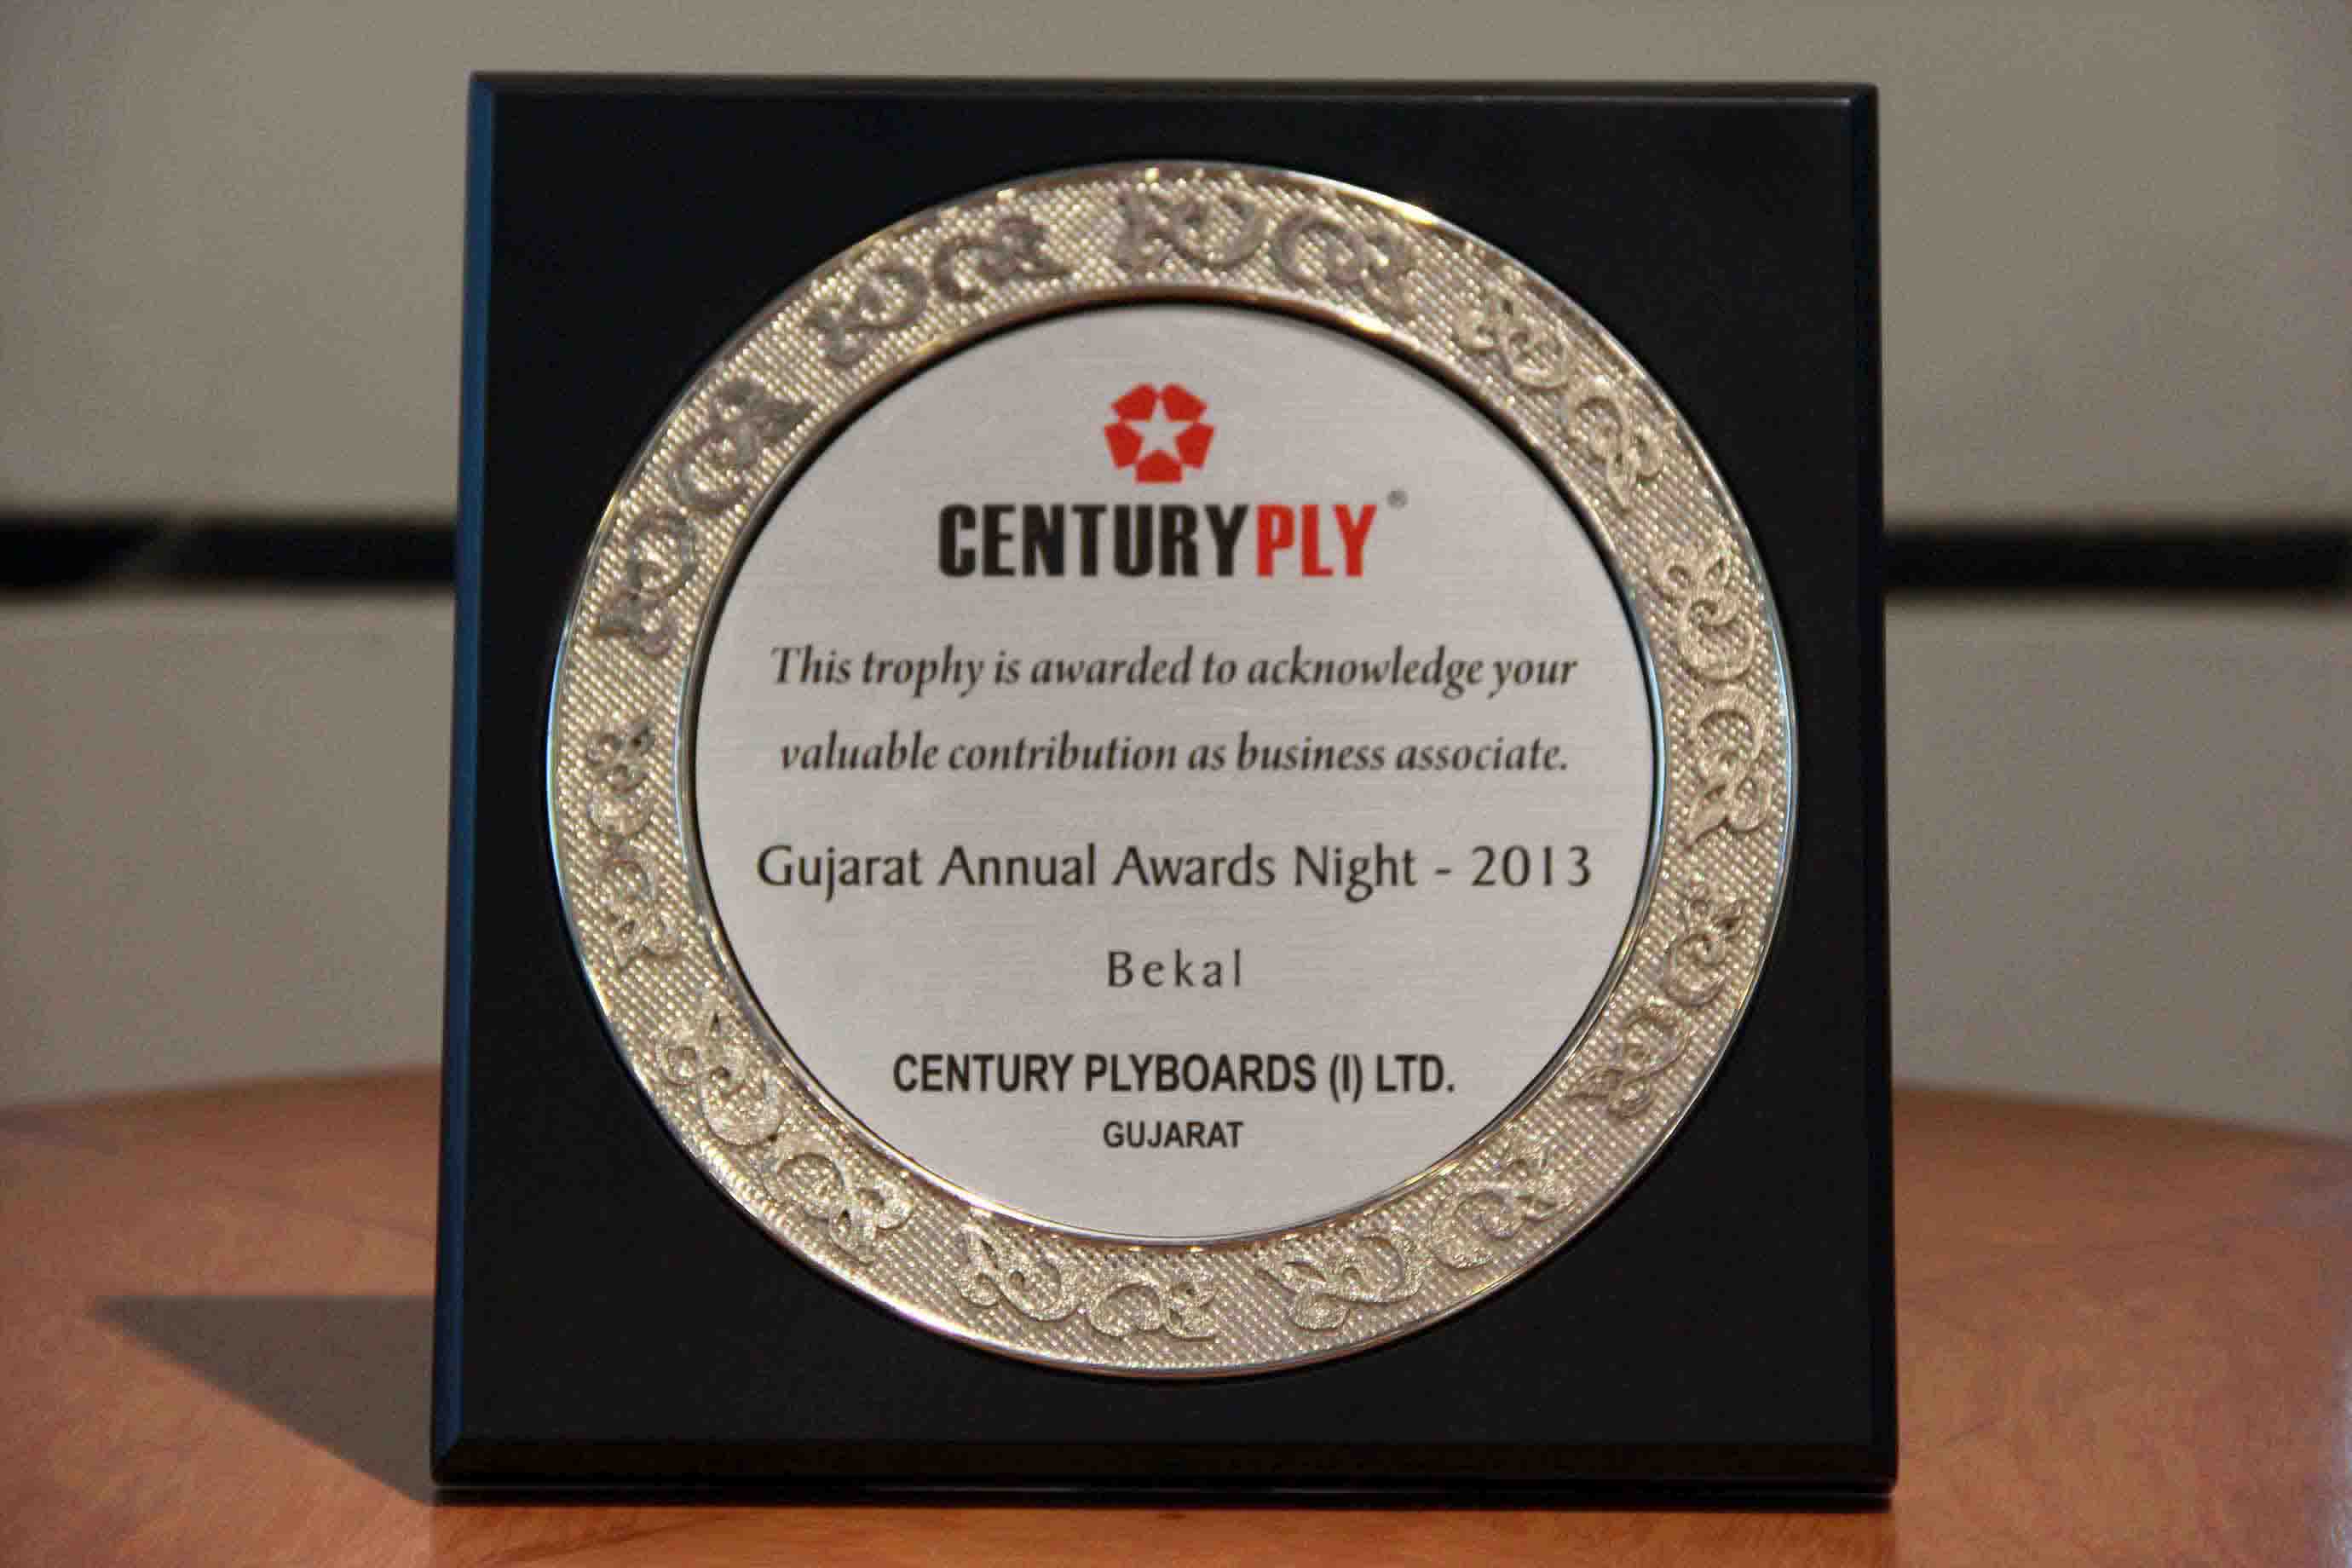 CENTURYPLY®
This trophy is awarded to acknowledge your
valuable contribution as business associate.
Gujarat Annual Awards Night - 2013
Bekal
CENTURY PLYBOARDS (I) LTD.
GUJARAT